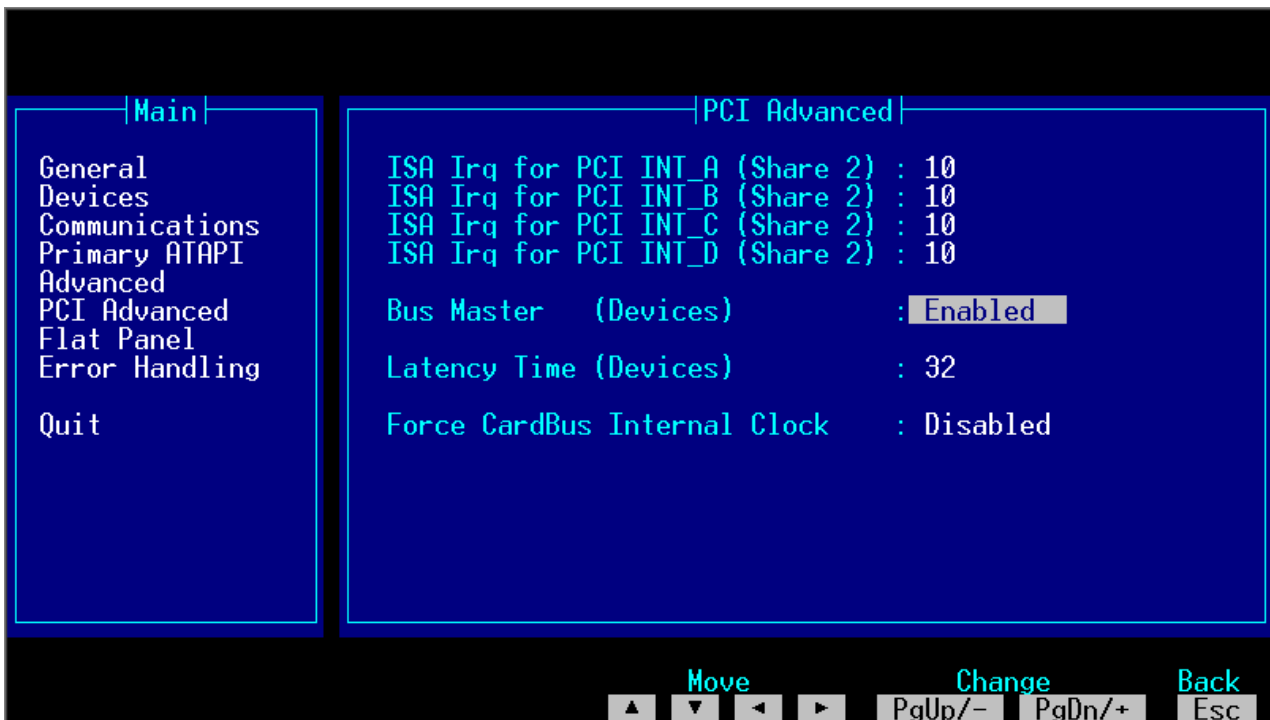 Main
General
Devices
Communications
Primary ATAPI
Advanced
PCI Advanced
Flat Panel
Error Handling
Quit
PCI Advanced
ISA Irq for PCI INT_A (Share 2) : 10
ISA Irq for PCI INT_B (Share 2) : 10
ISA Irq for PCI INT_C (Share 2) : 10
ISA Irq for PCI INT_D (Share 2) : 10
Bus Master (Devices) : Enabled
Latency Time (Devices) : 32
Force CardBus Internal Clock : Disabled
Move Change Back
▲ ▼ ◄ ► PgUp/- PgDn/+ Esc